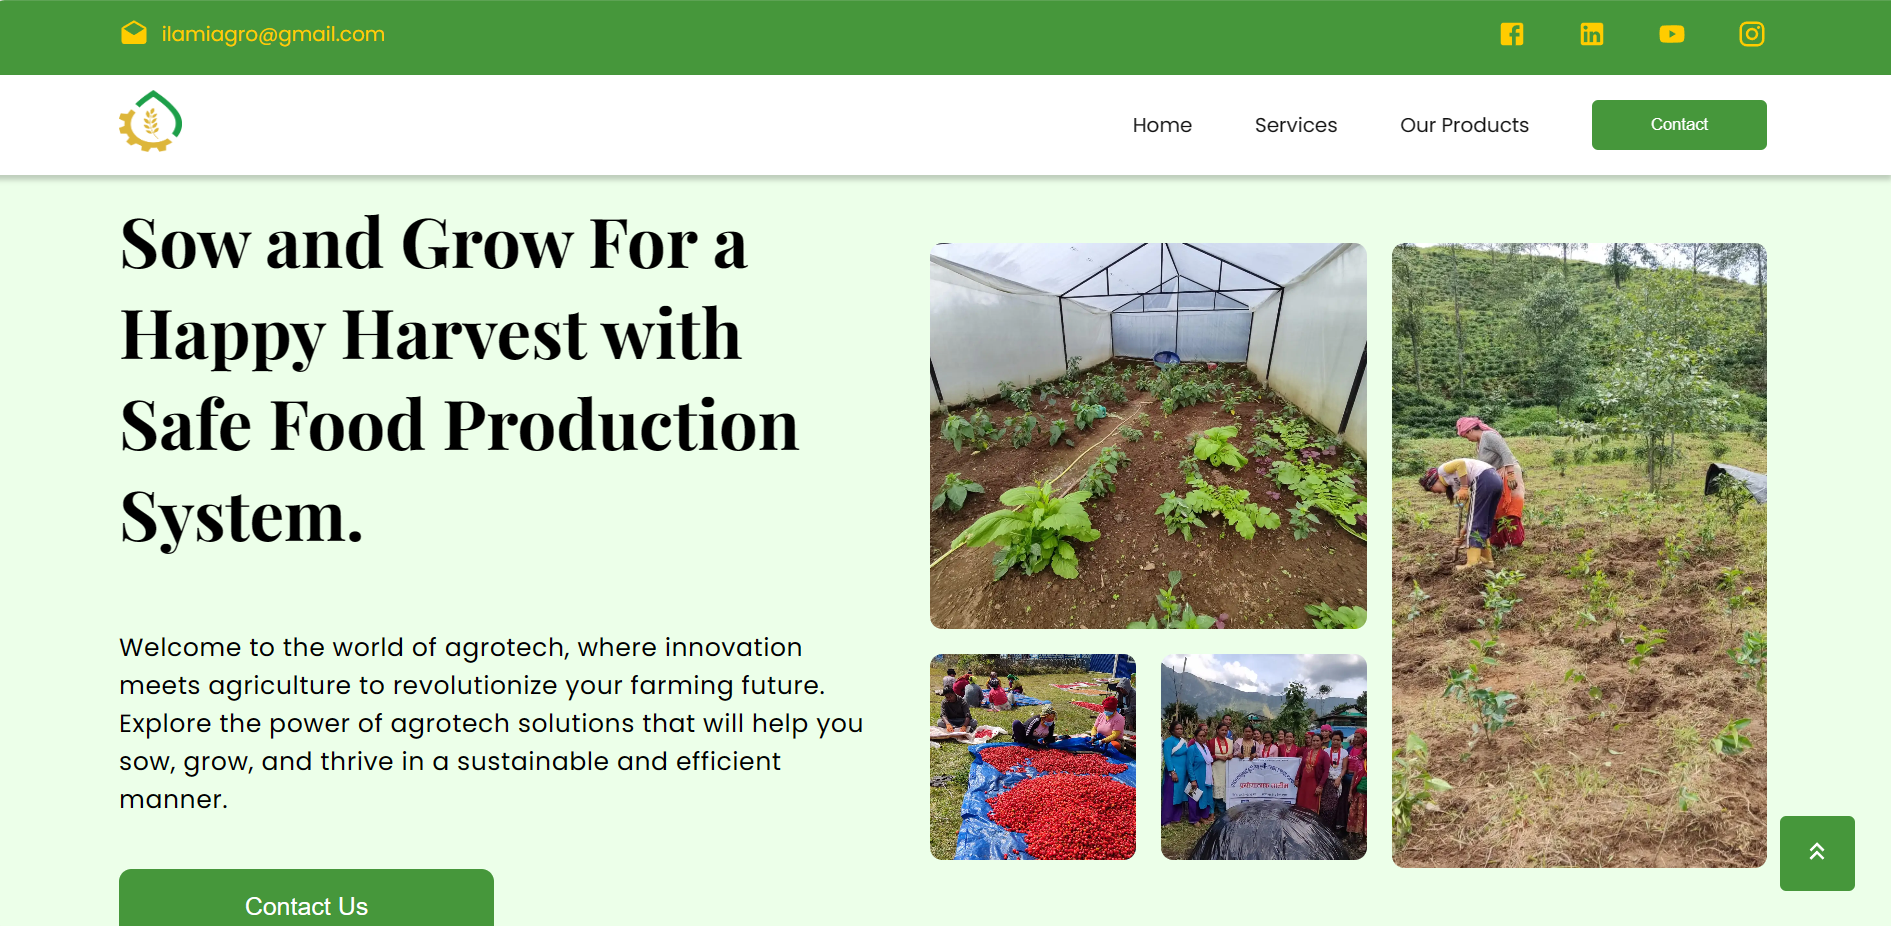 ilamiagro@gmail.com
Home
Services
Our Products
Contact
Sow and Grow For a
Happy Harvest with
Safe Food Production
System.
Welcome to the world of agrotech, where innovation
meets agriculture to revolutionize your farming future.
Explore the power of agrotech solutions that will help you
sow, grow, and thrive in a sustainable and efficient
manner.
Contact Us